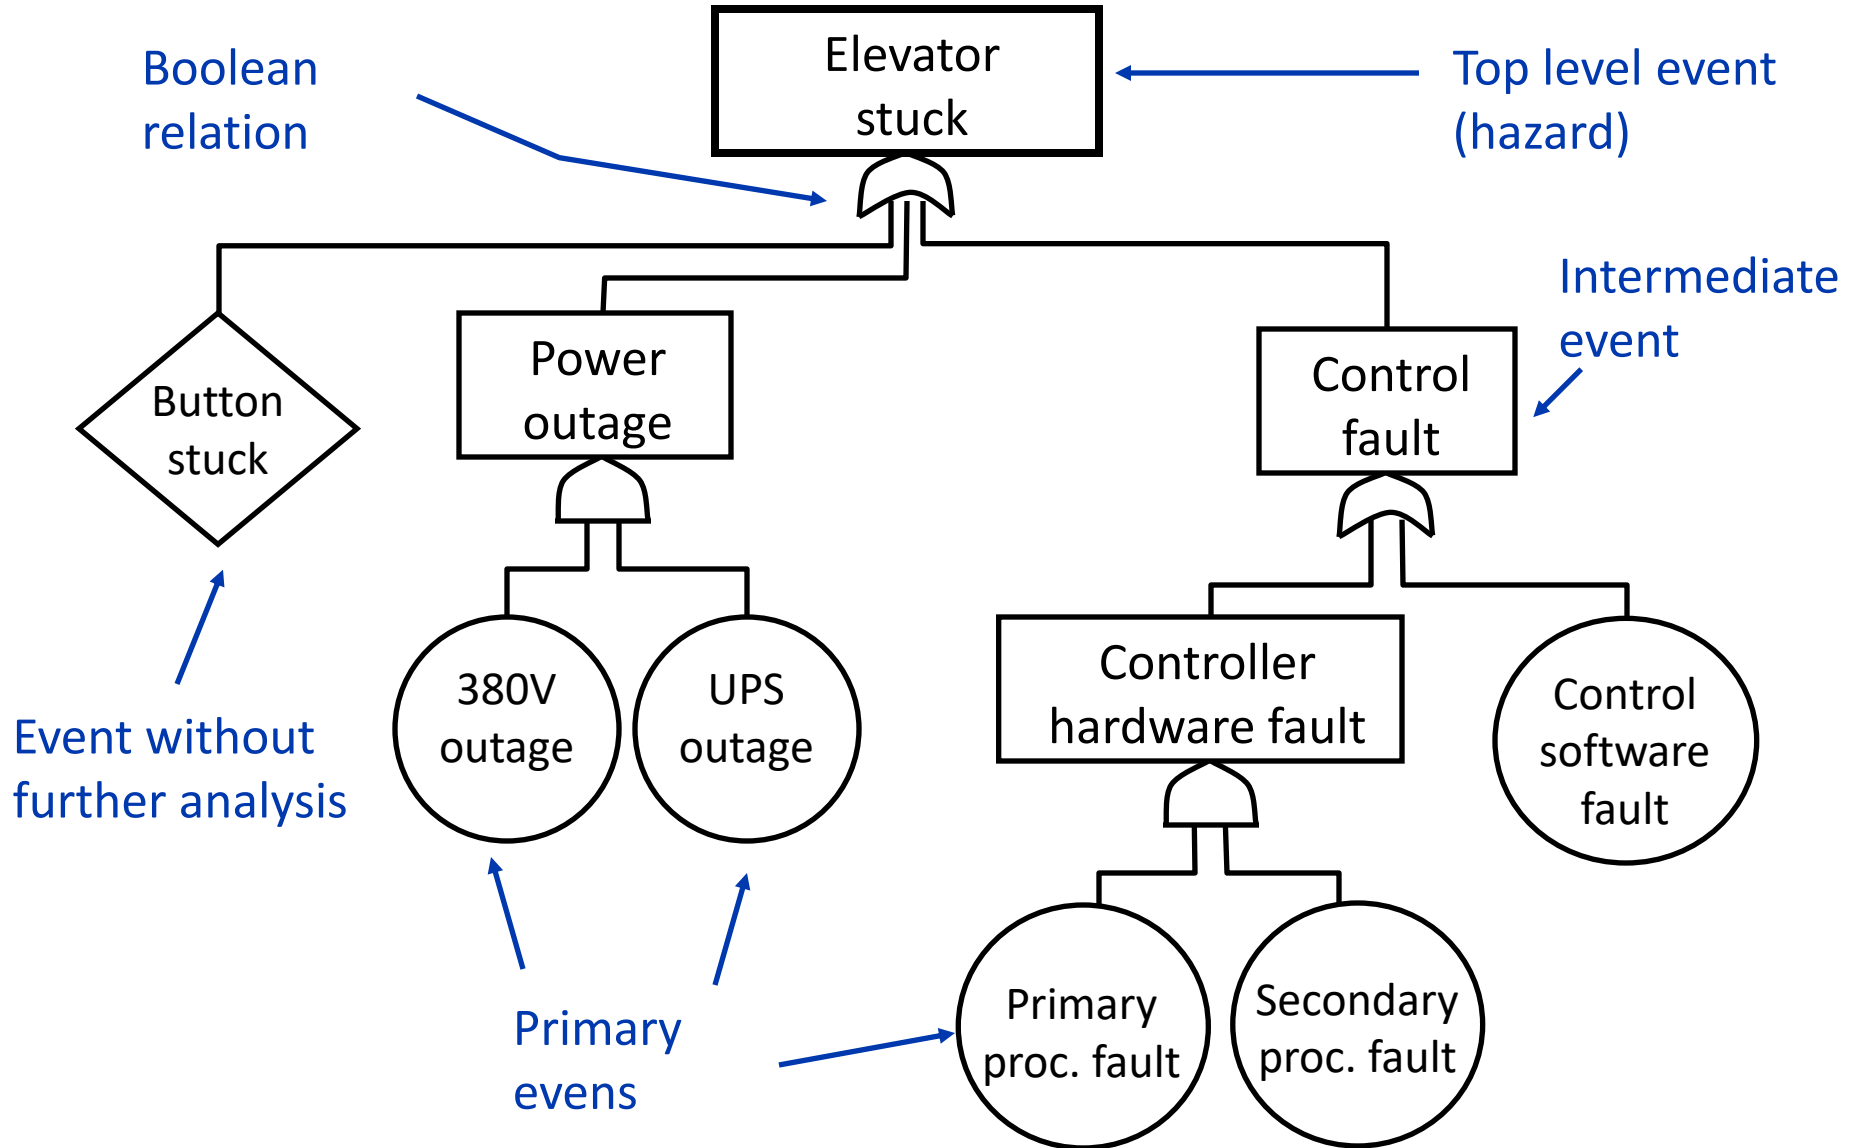 Boolean
relation
Elevator
stuck
Top level event
(hazard)
Intermediate
event
Button
stuck
Power
outage
Control
fault
Event without
further analysis
380V
outage
UPS
outage
Controller
hardware fault
Control
software
fault
Primary
evens
Primary
proc. fault
Secondary
proc. fault